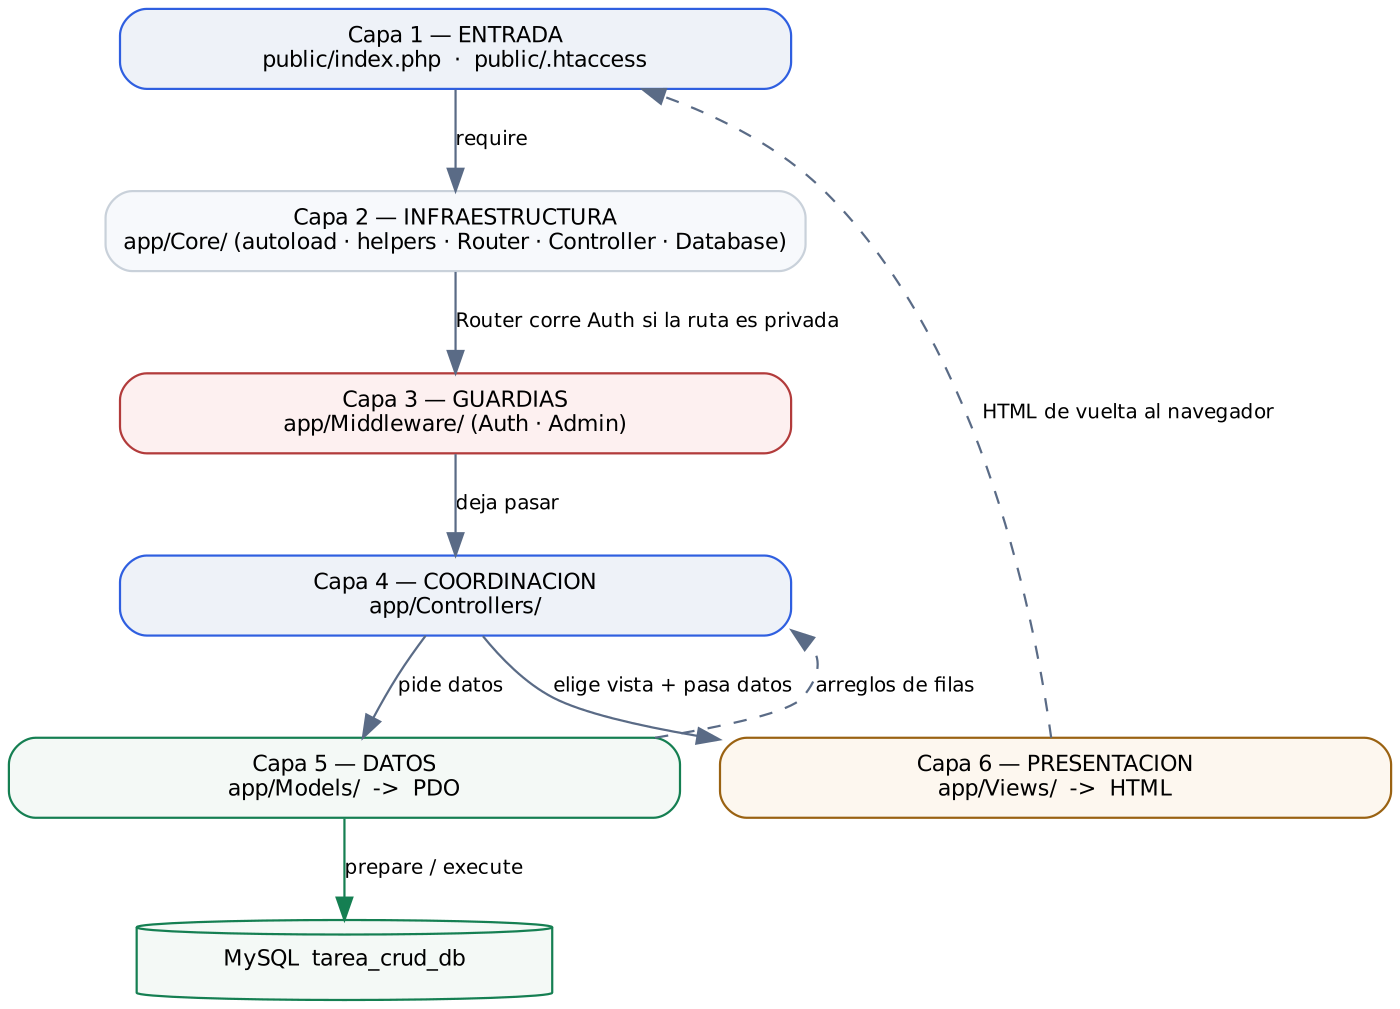 Capa 1 — ENTRADA
public/index.php · public/.htaccess
require
Capa 2 — INFRAESTRUCTURA
app/Core/ (autoload · helpers · Router · Controller · Database)
Router corre Auth si la ruta es privada
Capa 3 — GUARDIAS
app/Middleware/ (Auth · Admin)
HTML de vuelta al navegador
deja pasar
Capa 4 — COORDINACION
app/Controllers/
pide datos
elige vista + pasa datos
arreglos de filas
Capa 5 — DATOS
app/Models/ -> PDO
Capa 6 — PRESENTACION
app/Views/ -> HTML
prepare / execute
MySQL tarea_crud_db